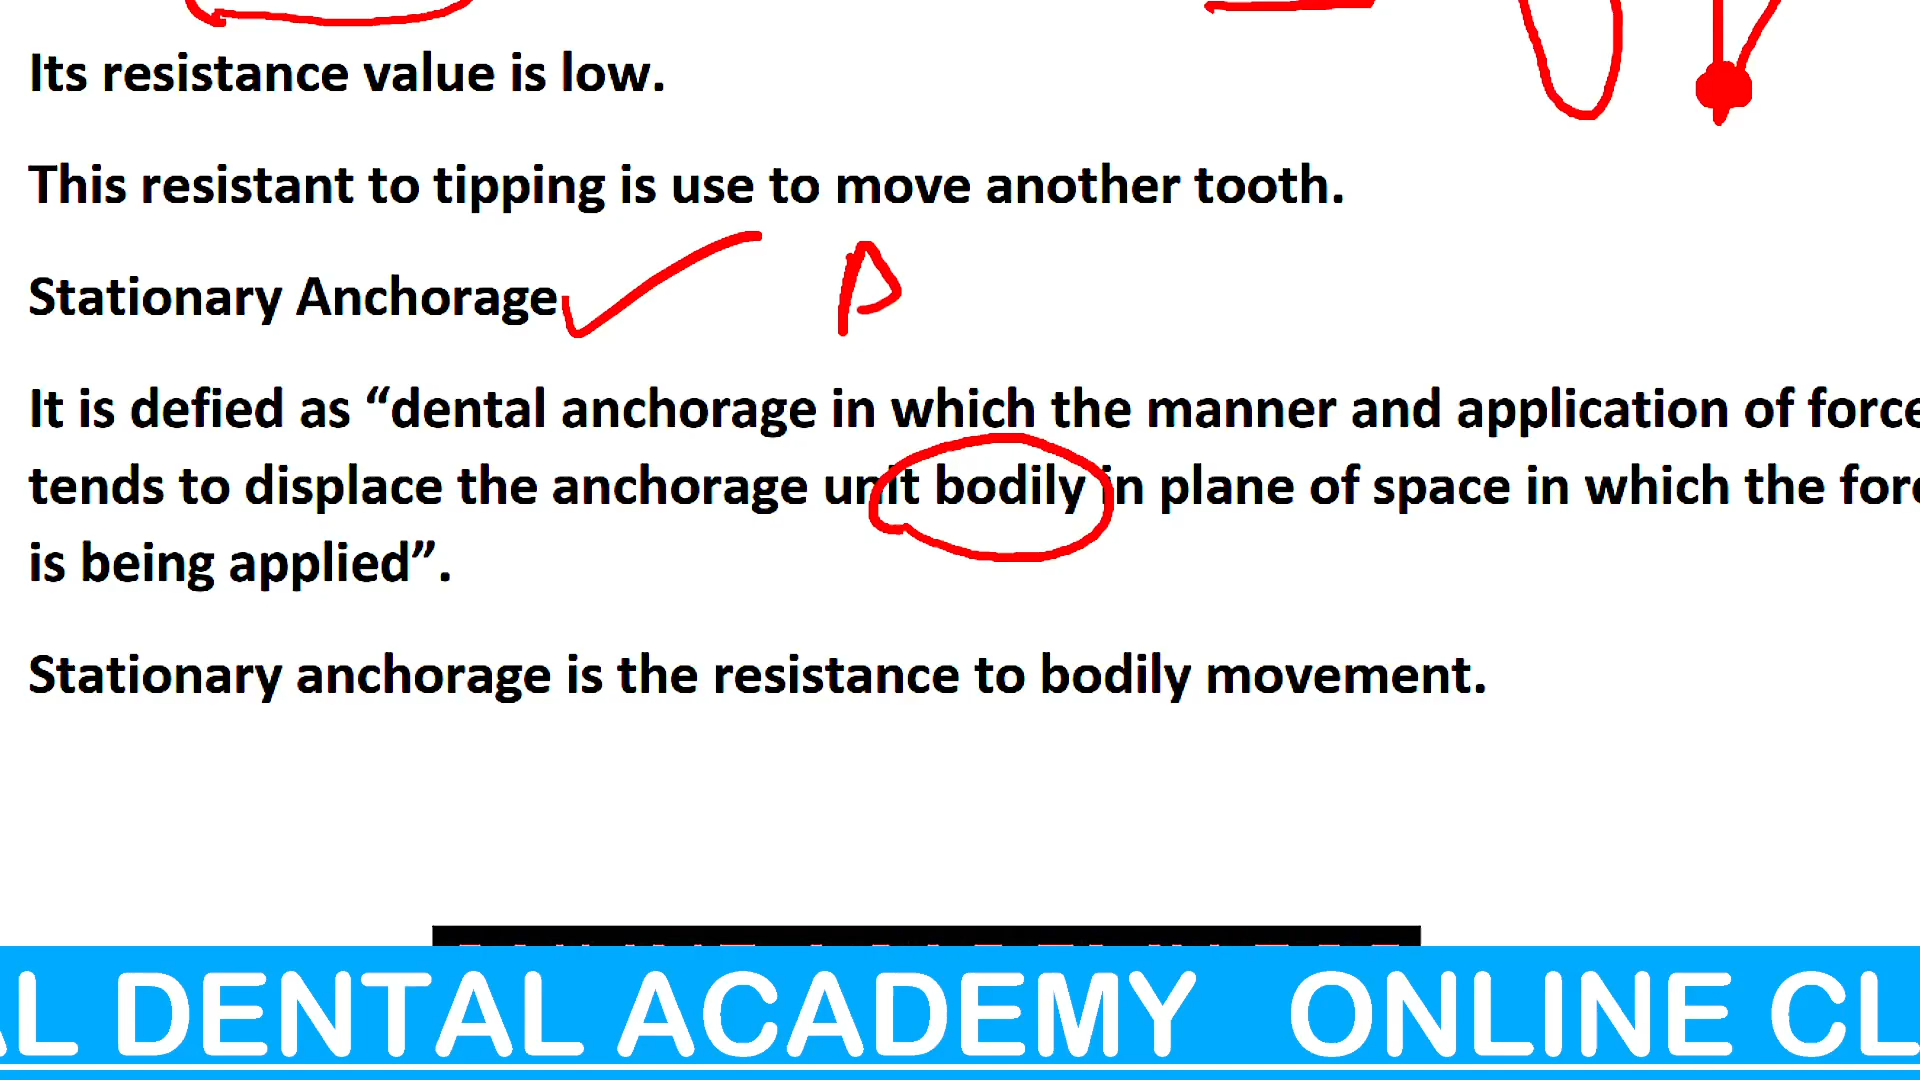 Its resistance value is low.
This resistant to tipping is use to move another tooth.
Stationary Anchorage
It is defied as “dental anchorage in which the manner and application of force
tends to displace the anchorage unit bodily in plane of space in which the
is being applied”.
Stationary anchorage is the resistance to bodily movement.
DENTAL ACADEMY ONLINE